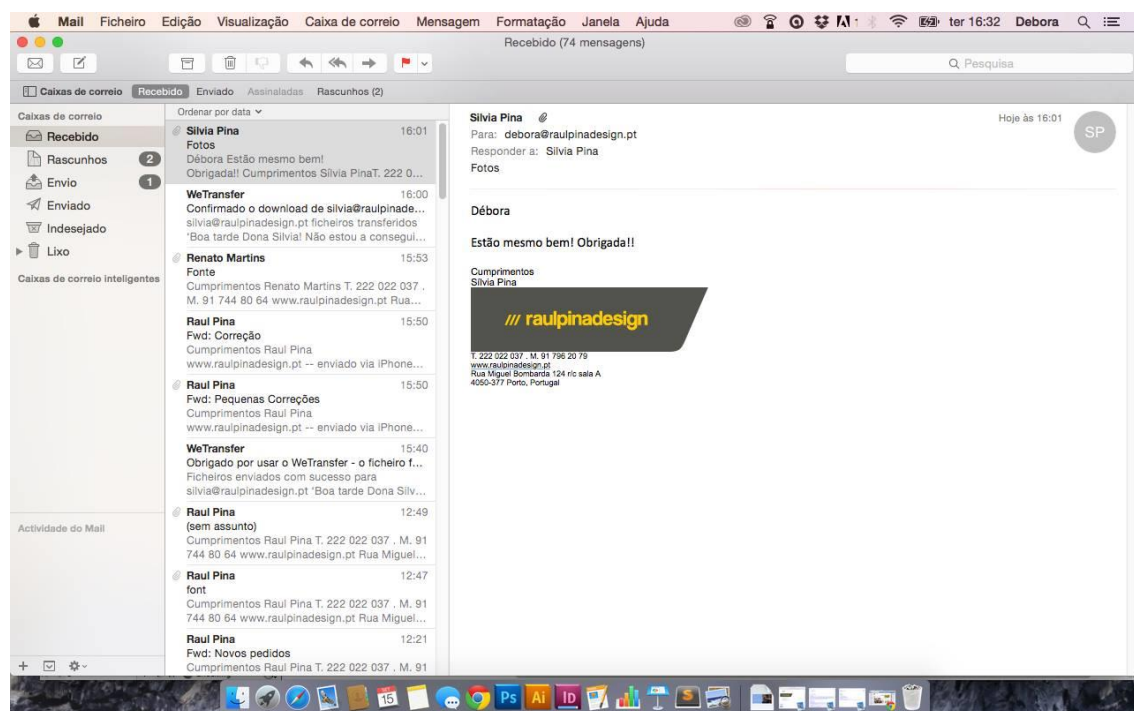 Mail Ficheiro Edição Visualização Caixa de correio Mensagem Formatação Janela Ajuda ter 16:32 Debora
Recebido (74 mensagens)
Pesquisa
Caixas de correio Recebido Enviado Assinaladas Rascunhos (2)
Caixas de correio
Recebido
Rascunhos 2
Envio 1
Enviado
Indesejado
Lixo
Caixas de correio inteligentes
Actividade do Mail
Ordenar por data
Silvia Pina 16:01
Fotos
Débora Estão mesmo bem!
Obrigada!! Cumprimentos Sílvia PinaT. 222 0...
WeTransfer 16:00
Confirmado o download de silvia@raulpinade...
silvia@raulpinadesign.pt ficheiros transferidos
'Boa tarde Dona Silvia! Não estou a consegui...
Renato Martins 15:53
Fonte
Cumprimentos Renato Martins T. 222 022 037 .
M. 91 744 80 64 www.raulpinadesign.pt Rua...
Raul Pina 15:50
Fwd: Correção
Cumprimentos Raul Pina
www.raulpinadesign.pt -- enviado via iPhone...
Raul Pina 15:50
Fwd: Pequenas Correções
Cumprimentos Raul Pina
www.raulpinadesign.pt -- enviado via iPhone...
WeTransfer 15:40
Obrigado por usar o WeTransfer - o ficheiro f...
Ficheiros enviados com sucesso para
silvia@raulpinadesign.pt 'Boa tarde Dona Silv...
Raul Pina 12:49
(sem assunto)
Cumprimentos Raul Pina T. 222 022 037 . M. 91
744 80 64 www.raulpinadesign.pt Rua Miguel...
Raul Pina 12:47
font
Cumprimentos Raul Pina T. 222 022 037 . M. 91
744 80 64 www.raulpinadesign.pt Rua Miguel...
Raul Pina 12:21
Fwd: Novos pedidos
Cumprimentos Raul Pina T. 222 022 037 . M. 91
Silvia Pina Hoje às 16:01
SP
Para: debora@raulpinadesign.pt
Responder a: Silvia Pina
Fotos
Débora
Estão mesmo bem! Obrigada!!
Cumprimentos
Sílvia Pina
/// raulpinadesign
T. 222 022 037 . M. 91 796 20 79
www.raulpinadesign.pt
Rua Miguel Bombarda 124 r/c sala A
4050-377 Porto, Portugal
OCT
15
Ps Ai ID S